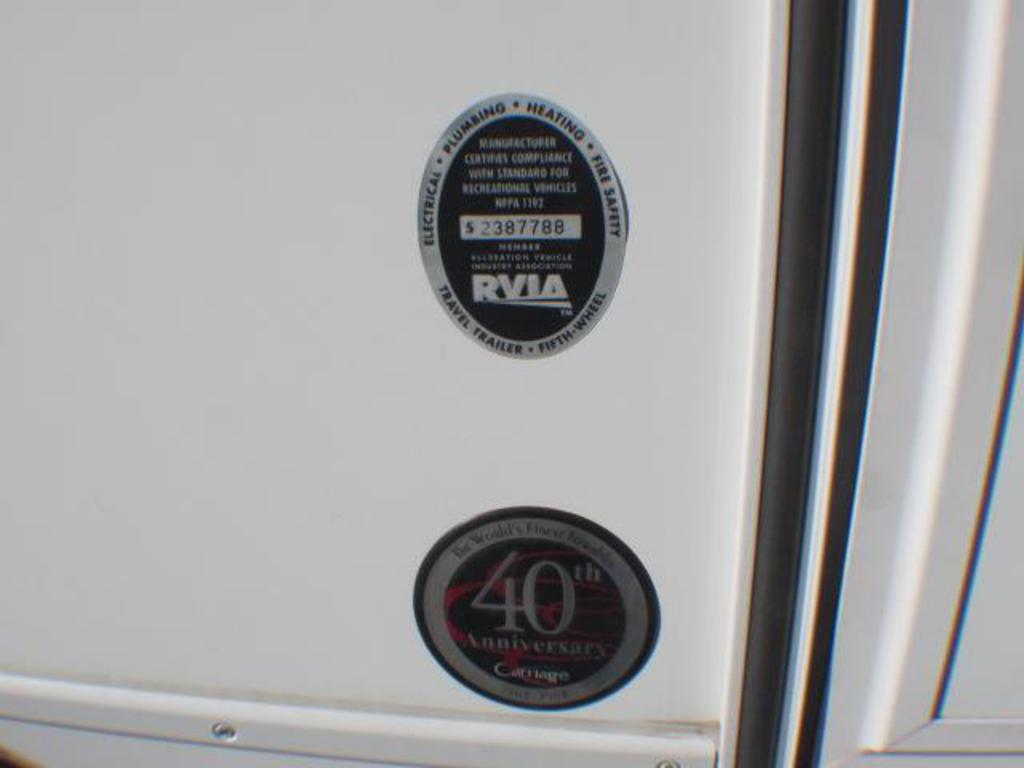 ELECTRICAL • PLUMBING • HEATING • FIRE SAFETY
MANUFACTURER
CERTIFIES COMPLIANCE
WITH STANDARD FOR
RECREATIONAL VEHICLES
NFPA 1192
S 2387788
MEMBER
RECREATION VEHICLE
INDUSTRY ASSOCIATION
RVIA
TM
TRAVEL TRAILER • FIFTH-WHEEL
The World's Finest Towables
40th
Anniversary
Carriage